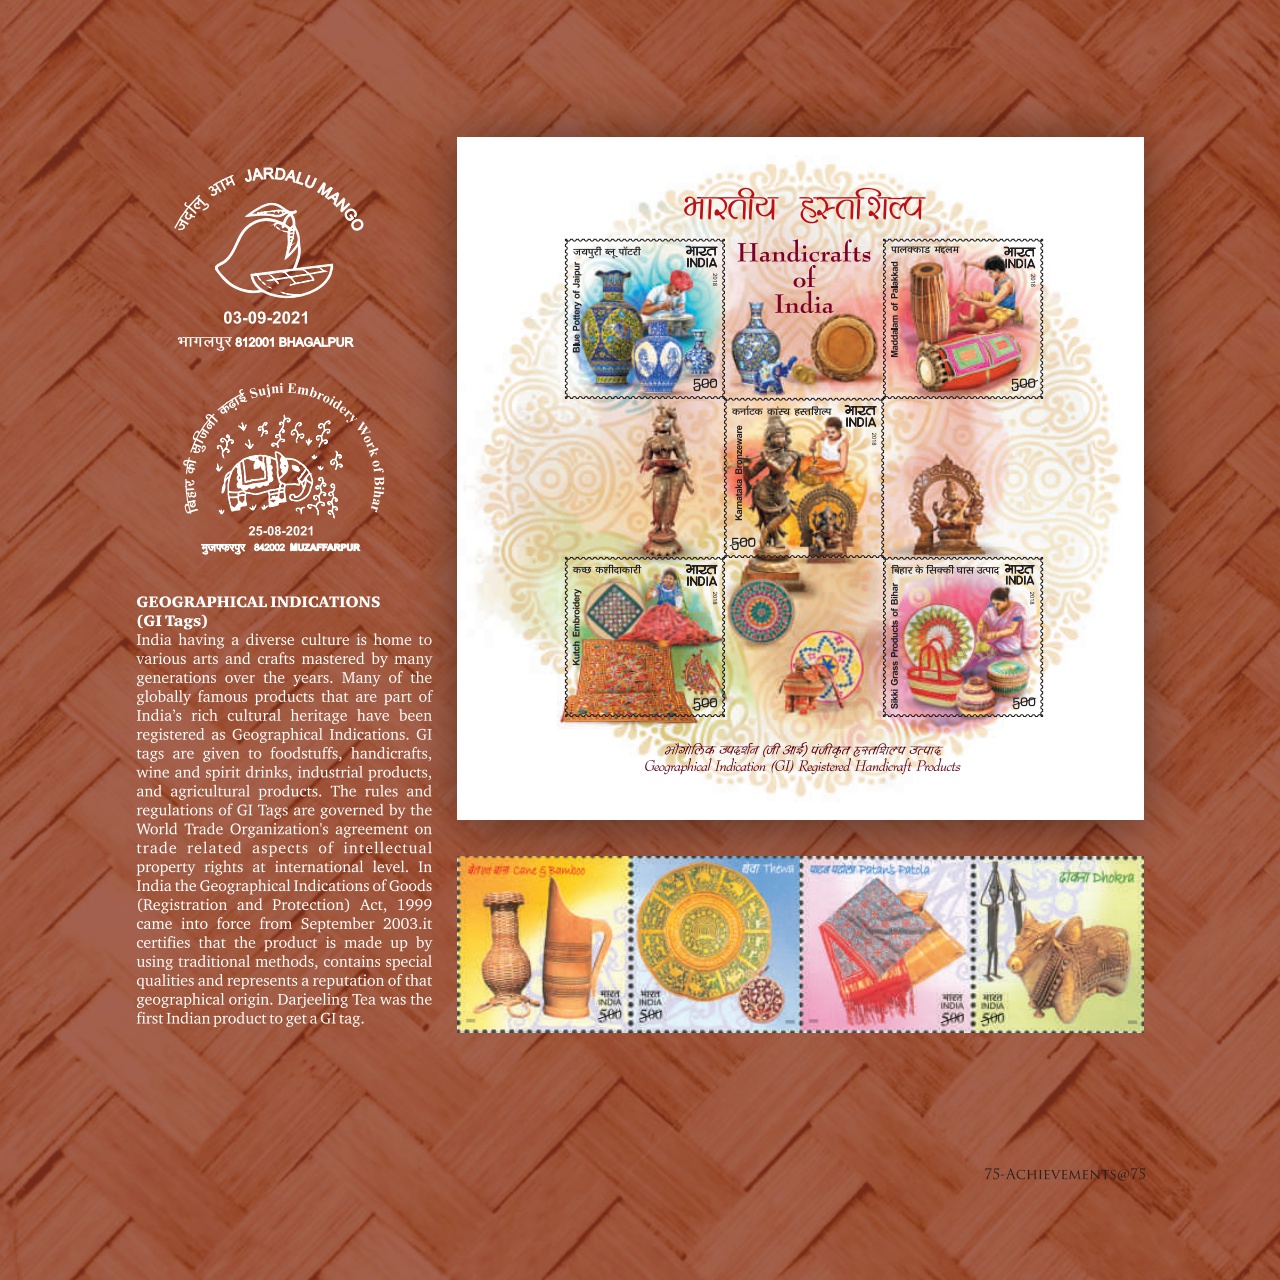 जर्दालु आम JARDALU MANGO
03-09-2021
भागलपुर 812001 BHAGALPUR
बिहार की सुजिनी कढ़ाई Sujni Embroidery Work of Bihar
25-08-2021
मुजफ्फरपुर 842002 MUZAFFARPUR
GEOGRAPHICAL INDICATIONS
(GI Tags)
India having a diverse culture is home to
various arts and crafts mastered by many
generations over the years. Many of the
globally famous products that are part of
India's rich cultural heritage have been
registered as Geographical Indications. GI
tags are given to foodstuffs, handicrafts,
wine and spirit drinks, industrial products,
and agricultural products. The rules and
regulations of GI Tags are governed by the
World Trade Organization's agreement on
trade related aspects of intellectual
property rights at international level. In
India the Geographical Indications of Goods
(Registration and Protection) Act, 1999
came into force from September 2003.it
certifies that the product is made up by
using traditional methods, contains special
qualities and represents a reputation of that
geographical origin. Darjeeling Tea was the
first Indian product to get a GI tag.
भारतीय हस्तशिल्प
Handicrafts
of
India
जयपुरी ब्लू पॉटरी
भारत
INDIA
2018
Blue Pottery of Jaipur
500
पालक्काड मद्दलम
भारत
INDIA
2018
Maddalam of Palakkad
500
कर्नाटक कांस्य हस्तशिल्प
भारत
INDIA
2018
Karnataka Bronzeware
500
कच्छ कशीदाकारी
भारत
INDIA
2018
Kutch Embroidery
500
बिहार के सिक्की घास उत्पाद
भारत
INDIA
2018
Sikki Grass Products of Bihar
500
भौगोलिक उपदर्शन (जी आई) पंजीकृत हस्तशिल्प उत्पाद
Geographical Indication (GI) Registered Handicraft Products
बेंत एवं बांस Cane & Bamboo
भारत
INDIA
500
थेवा Thewa
भारत
INDIA
500
पाटन पटोला Patan's Patola
भारत
INDIA
500
ढोकरा Dhokra
भारत
INDIA
500
75-Achievements@75